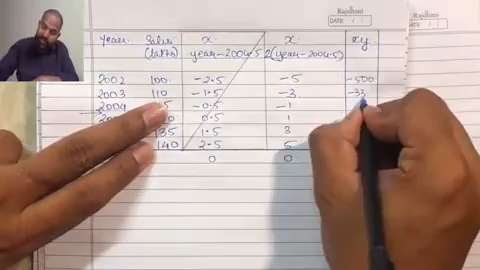 Rajdhani
Rajdhani
DATE / /
DATE / /
Year Sales x x xy
(lakhs) year-2004.5 2(year-2004.5)
2002 100 -2.5 -5 -500
2003 110 -1.5 -3 -33
2004 5 -0.5 -1
0.5 1
135 1.5 3
140 2.5 5
0 0